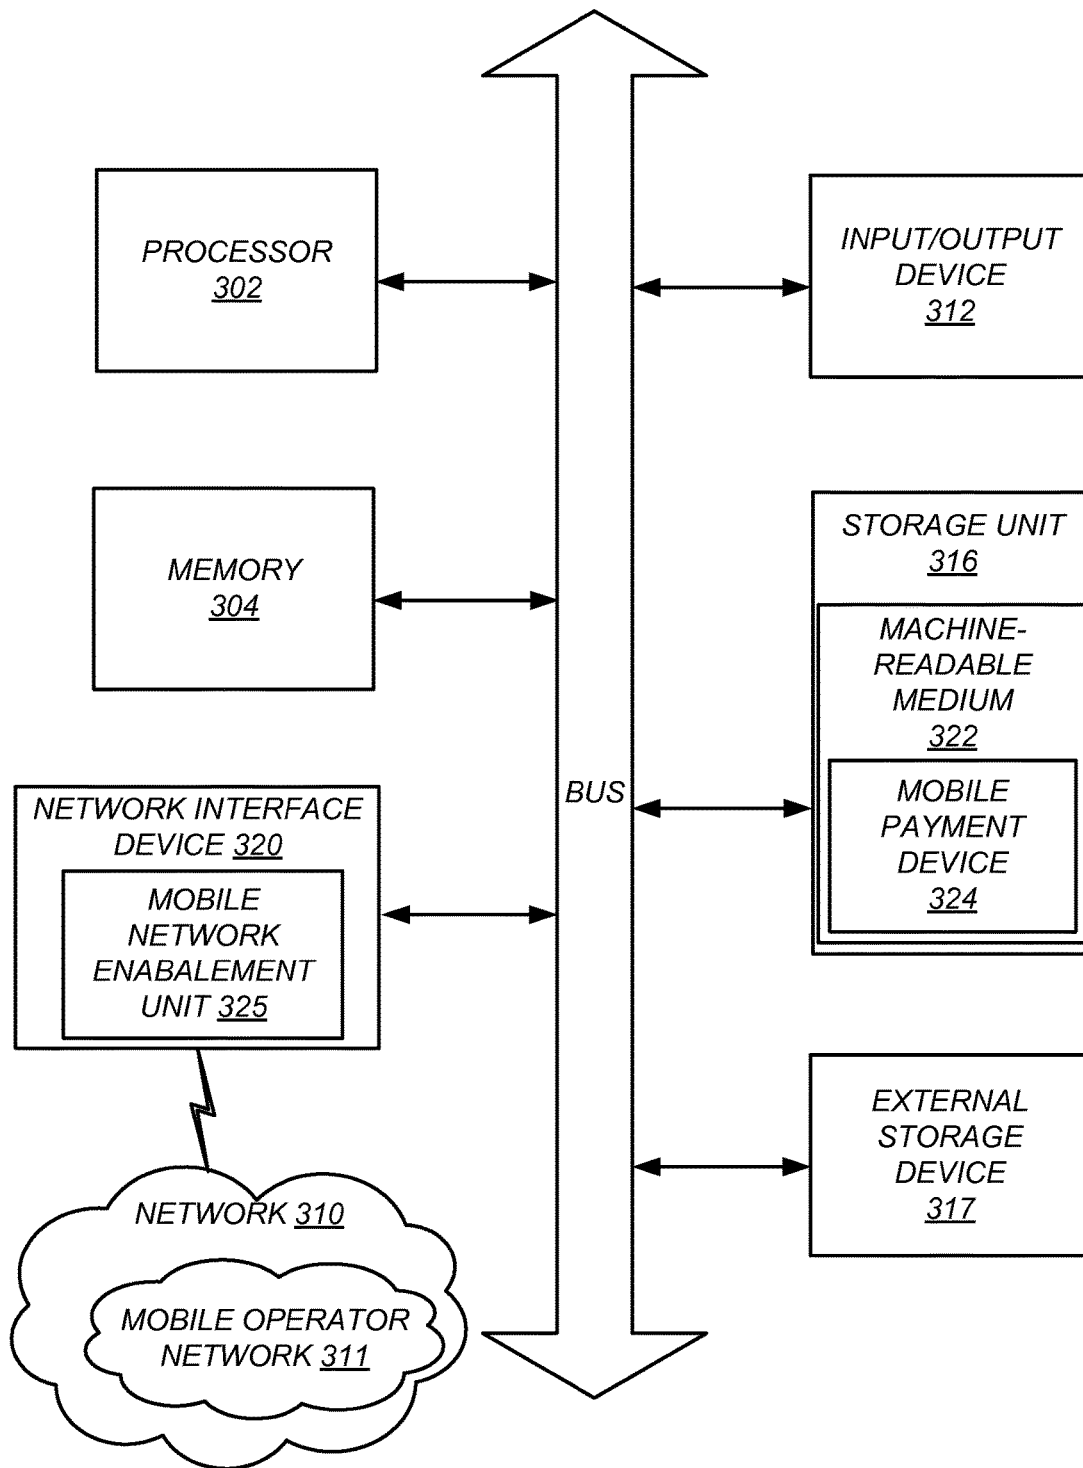 PROCESSOR
302
INPUT/OUTPUT
DEVICE
312
MEMORY
304
STORAGE UNIT
316
MACHINE-
READABLE
MEDIUM
322
MOBILE
PAYMENT
DEVICE
324
BUS
NETWORK INTERFACE
DEVICE 320
MOBILE
NETWORK
ENABALEMENT
UNIT 325
EXTERNAL
STORAGE
DEVICE
317
NETWORK 310
MOBILE OPERATOR
NETWORK 311